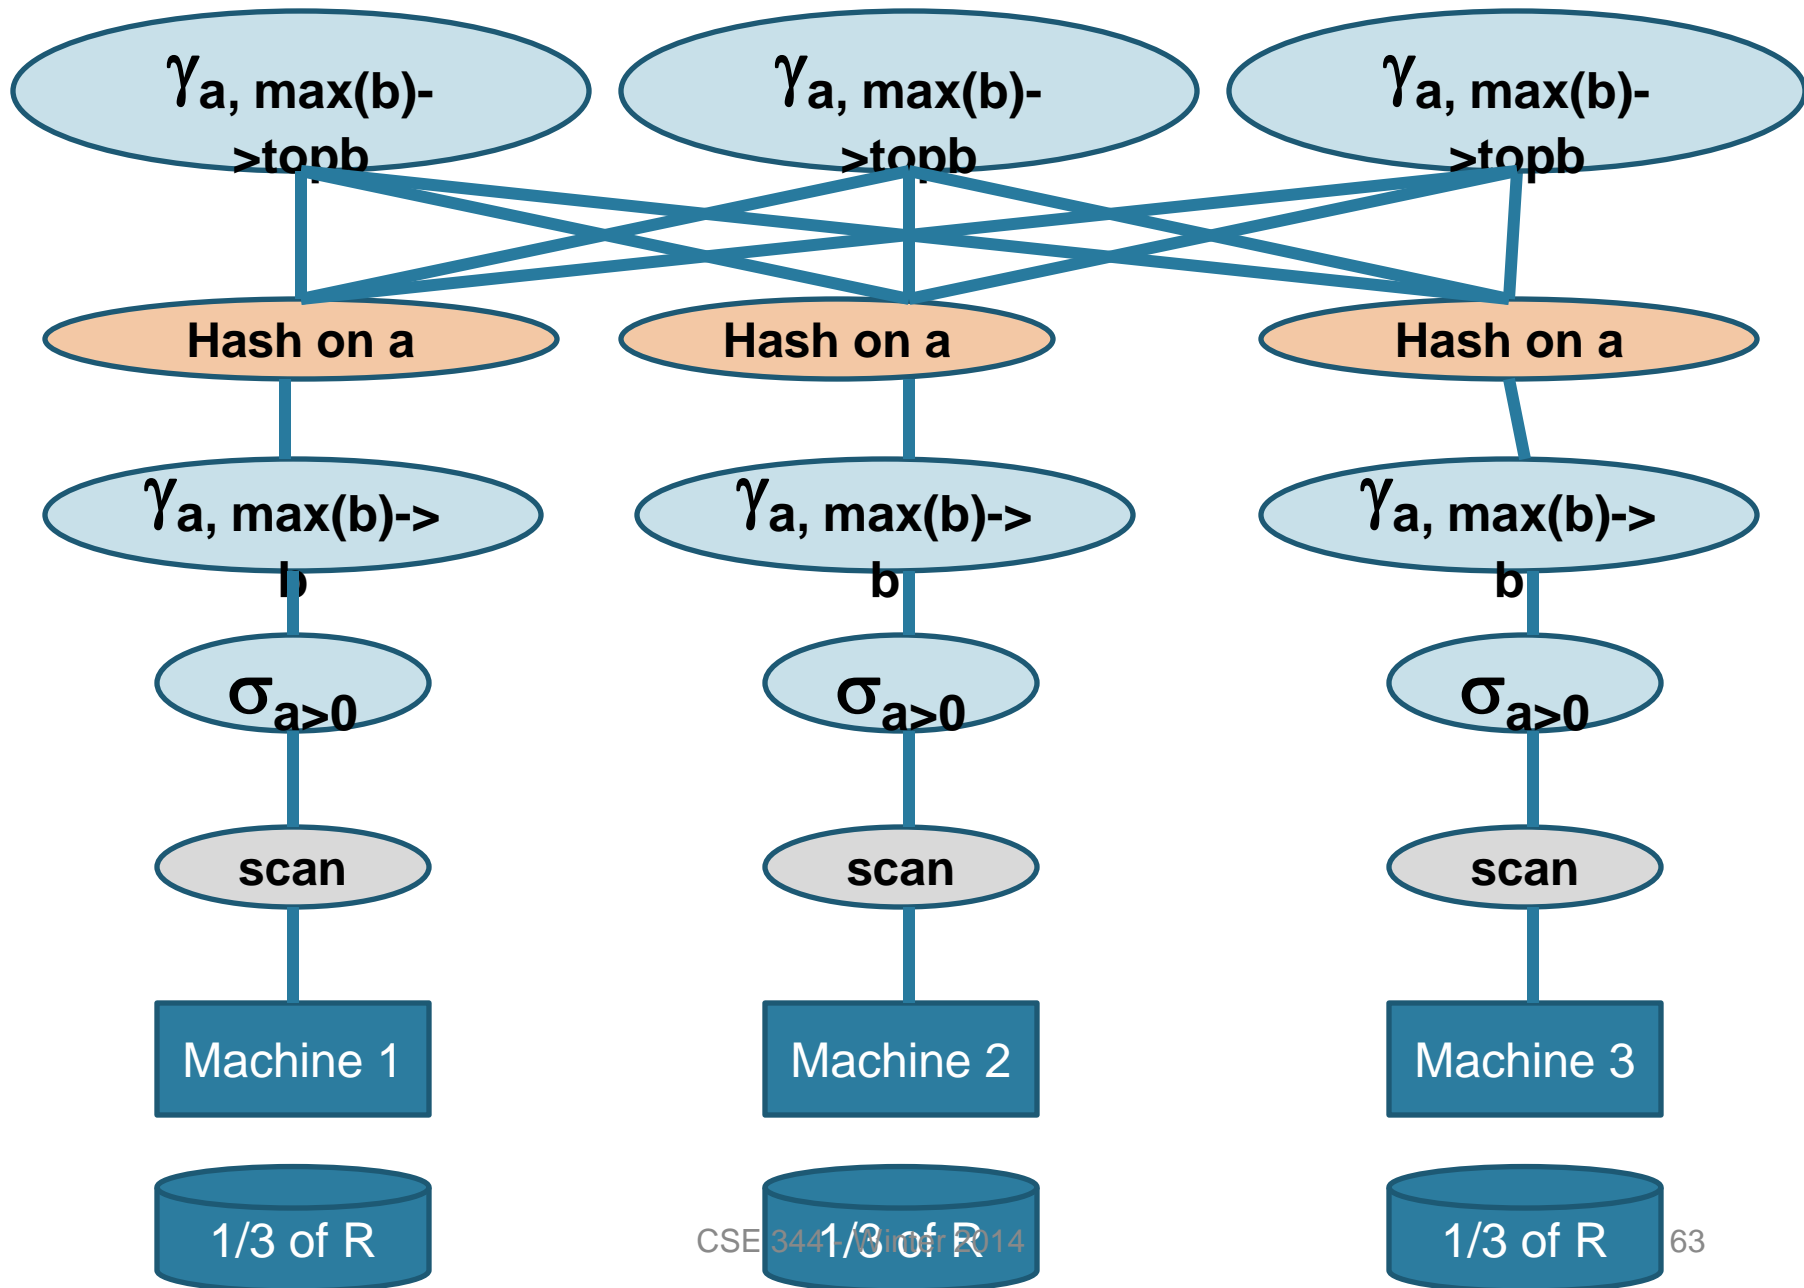 γa, max(b)- γa, max(b)- γa, max(b)-
>topb >topb >topb
Hash on a Hash on a Hash on a
γa, max(b)-> γa, max(b)-> γa, max(b)->
b b b
σa>0 σa>0 σa>0
scan scan scan
Machine 1 Machine 2 Machine 3
1/3 of R 1/3 of R 1/3 of R
CSE 344 - Winter 2014 63